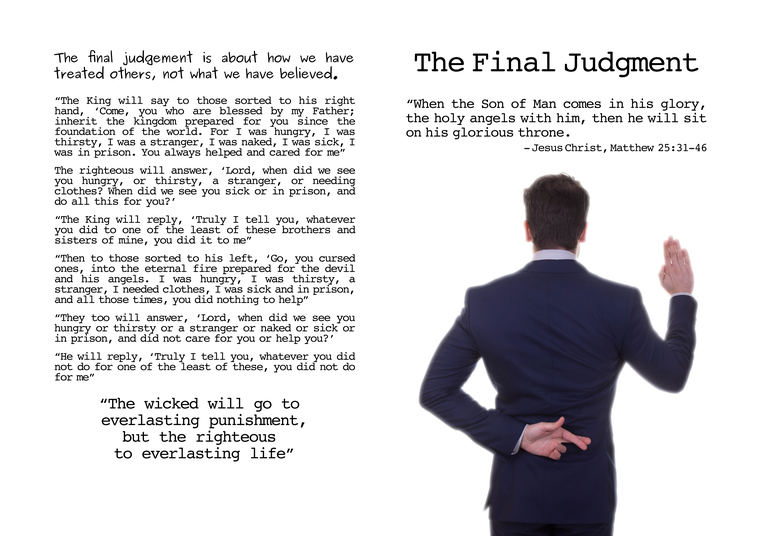 The final judgement is about how we have
treated others, not what we have believed.
“The King will say to those sorted to his right
hand, ‘Come, you who are blessed by my Father;
inherit the kingdom prepared for you since the
foundation of the world. For I was hungry, I was
thirsty, I was a stranger, I was naked, I was sick, I
was in prison. You always helped and cared for me”
The righteous will answer, ‘Lord, when did we see
you hungry, or thirsty, a stranger, or needing
clothes? When did we see you sick or in prison, and
do all this for you?’
“The King will reply, ‘Truly I tell you, whatever
you did to one of the least of these brothers and
sisters of mine, you did it to me”
“Then to those sorted to his left, ‘Go, you cursed
ones, into the eternal fire prepared for the devil
and his angels. I was hungry, I was thirsty, a
stranger, I needed clothes, I was sick and in prison,
and all those times, you did nothing to help”
“They too will answer, ‘Lord, when did we see you
hungry or thirsty or a stranger or naked or sick or
in prison, and did not care for you or help you?’
“He will reply, ‘Truly I tell you, whatever you did
not do for one of the least of these, you did not do
for me”
“The wicked will go to
everlasting punishment,
but the righteous
to everlasting life”
The Final Judgment
“When the Son of Man comes in his glory,
the holy angels with him, then he will sit
on his glorious throne.
– Jesus Christ, Matthew 25:31-46